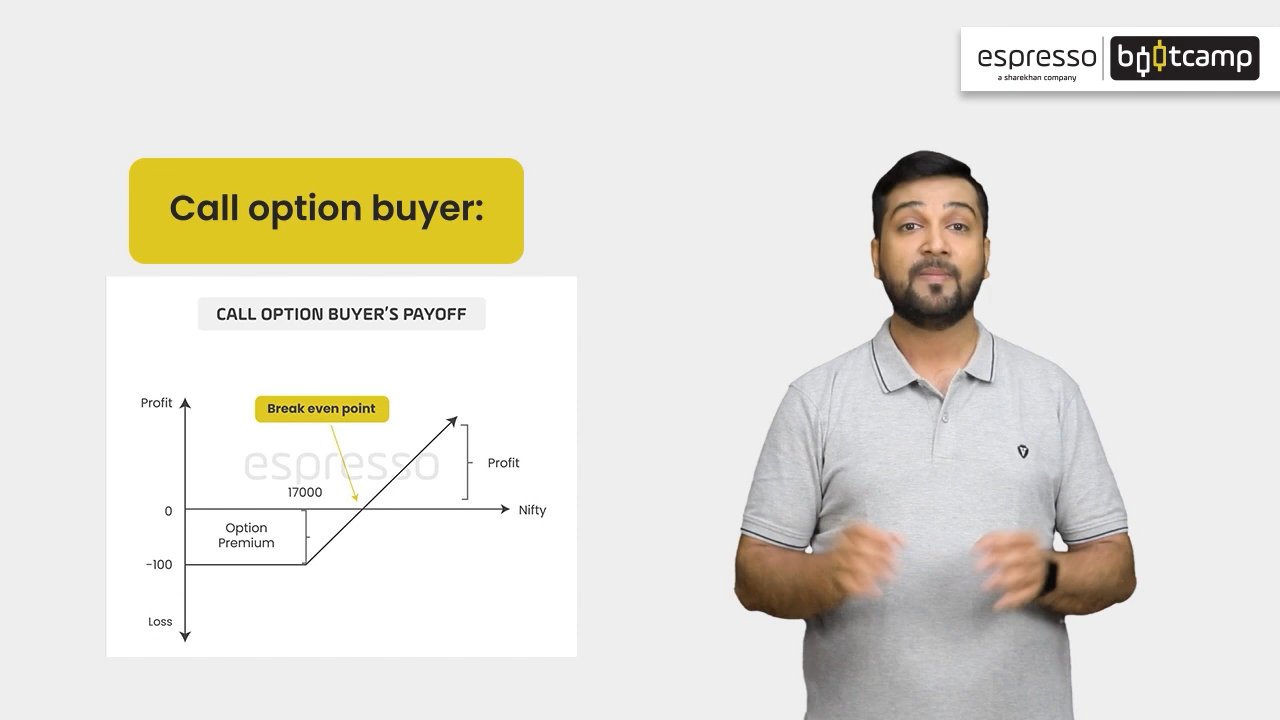 espresso
a sharekhan company
bootcamp
Call option buyer:
CALL OPTION BUYER'S PAYOFF
Profit
Break even point
espresso
Profit
17000
0
Nifty
Option
Premium
-100
Loss